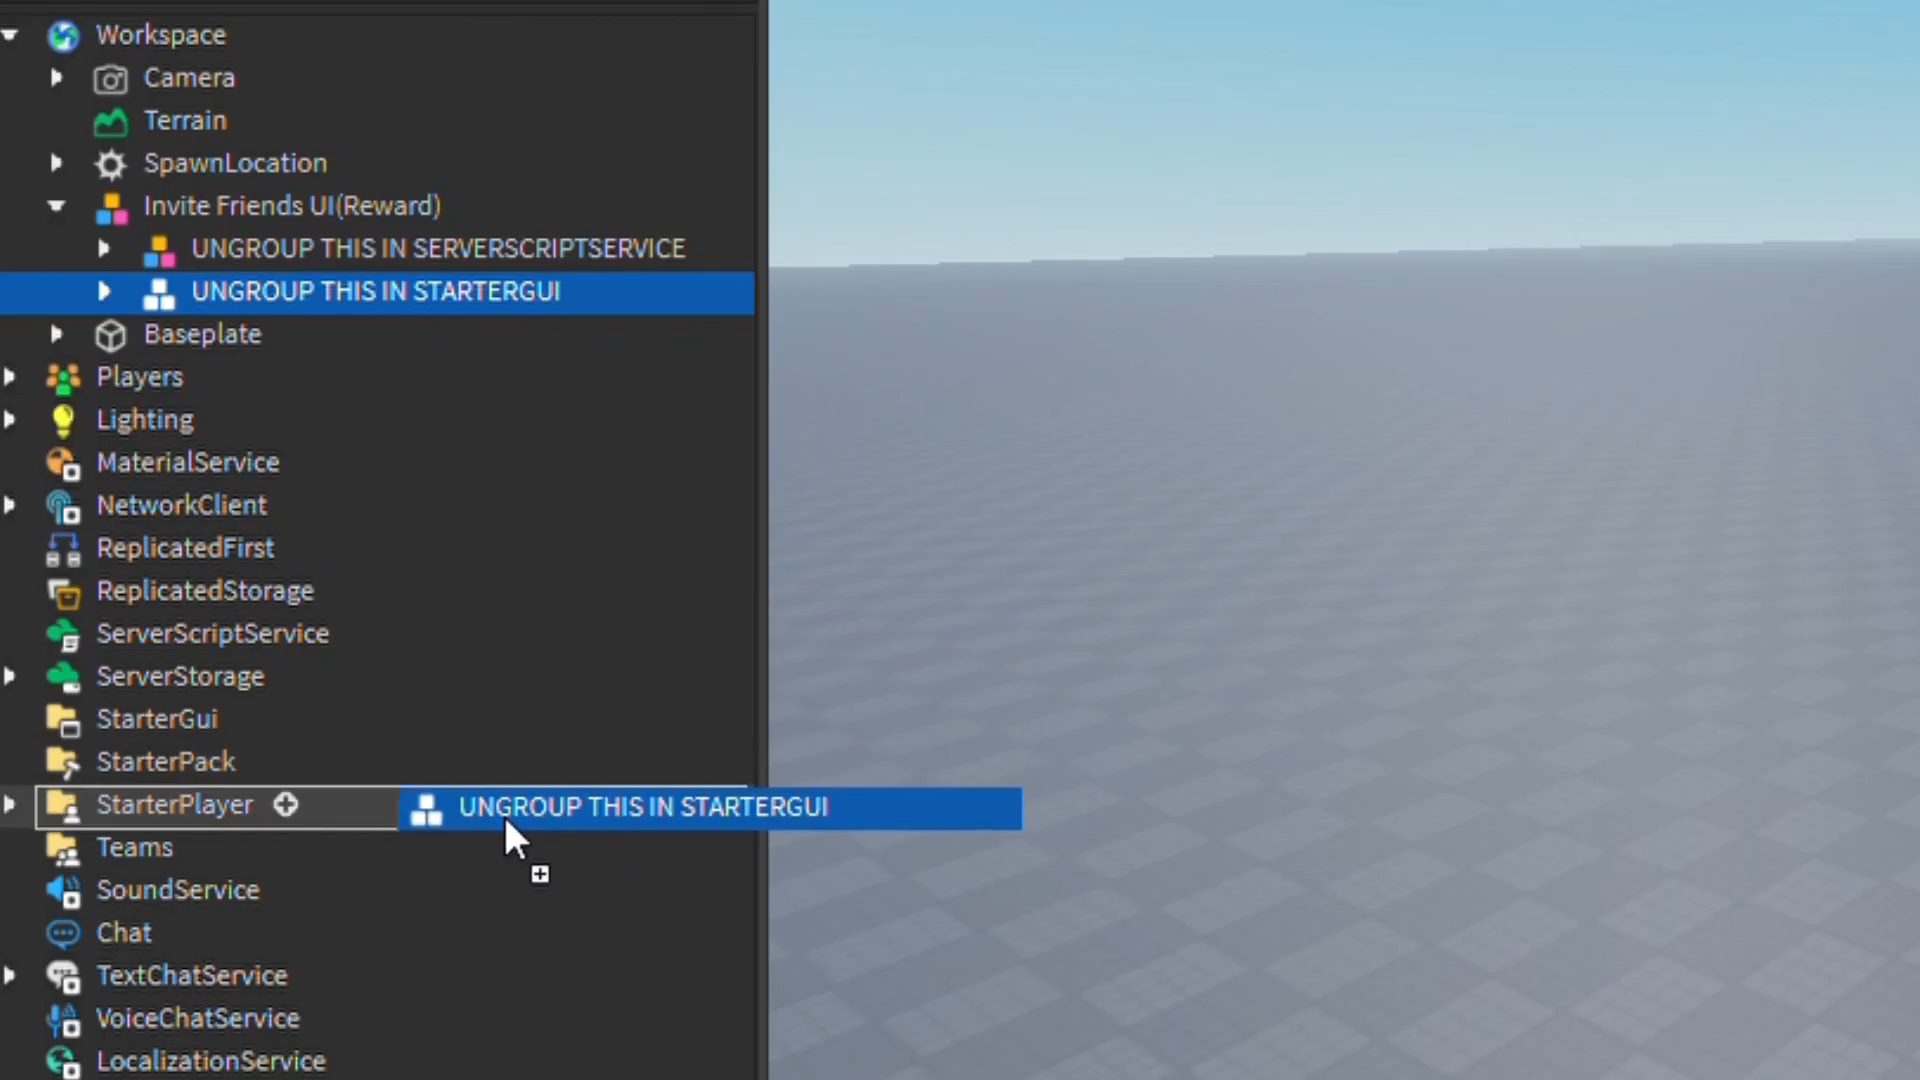 Workspace
Camera
Terrain
SpawnLocation
Invite Friends UI(Reward)
UNGROUP THIS IN SERVERSCRIPTSERVICE
UNGROUP THIS IN STARTERGUI
Baseplate
Players
Lighting
MaterialService
NetworkClient
ReplicatedFirst
ReplicatedStorage
ServerScriptService
ServerStorage
StarterGui
StarterPack
StarterPlayer
UNGROUP THIS IN STARTERGUI
Teams
SoundService
Chat
TextChatService
VoiceChatService
LocalizationService